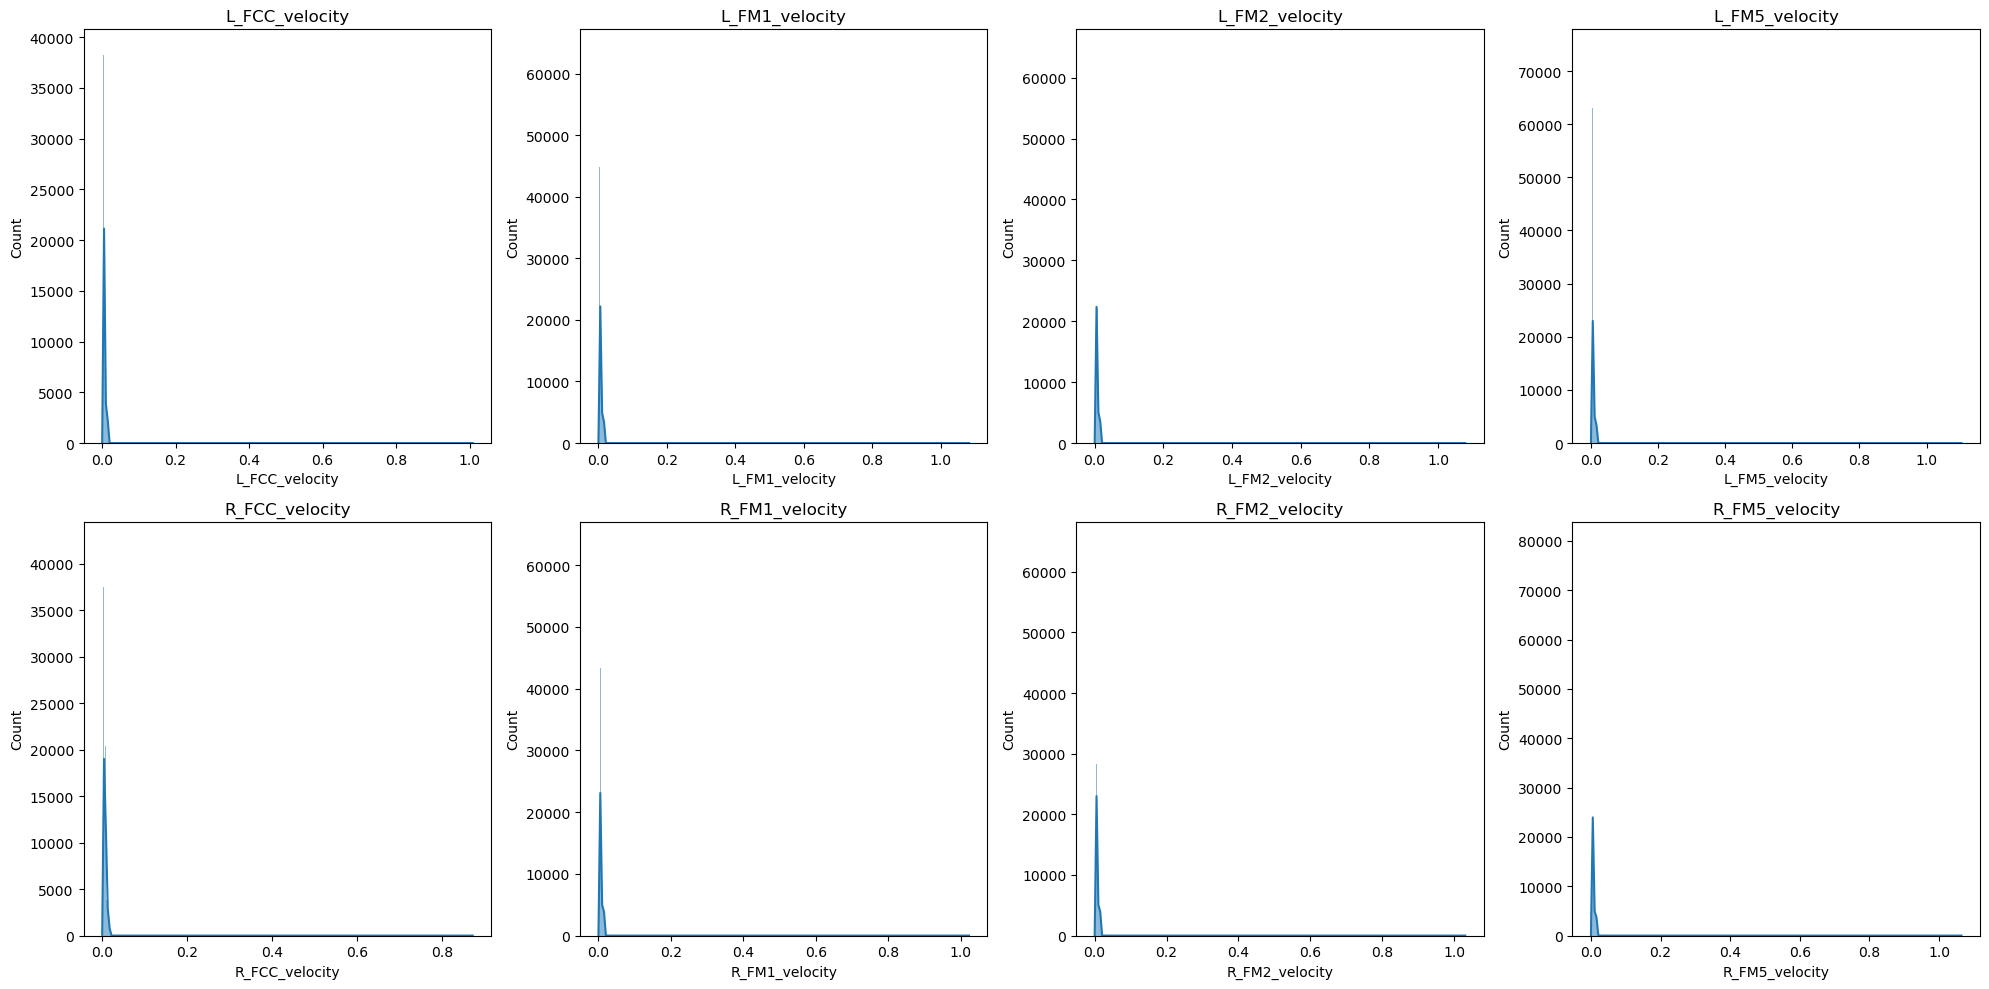 L_FCC_velocity L_FM1_velocity L_FM2_velocity L_FM5_velocity
40000
35000
30000
25000
20000
15000
10000
5000
0
Count
0.0 0.2 0.4 0.6 0.8 1.0
L_FCC_velocity
60000
50000
40000
30000
20000
10000
0
Count
0.0 0.2 0.4 0.6 0.8 1.0
L_FM1_velocity
60000
50000
40000
30000
20000
10000
0
Count
0.0 0.2 0.4 0.6 0.8 1.0
L_FM2_velocity
70000
60000
50000
40000
30000
20000
10000
0
Count
0.0 0.2 0.4 0.6 0.8 1.0
L_FM5_velocity
R_FCC_velocity R_FM1_velocity R_FM2_velocity R_FM5_velocity
40000
35000
30000
25000
20000
15000
10000
5000
0
Count
0.0 0.2 0.4 0.6 0.8
R_FCC_velocity
60000
50000
40000
30000
20000
10000
0
Count
0.0 0.2 0.4 0.6 0.8 1.0
R_FM1_velocity
60000
50000
40000
30000
20000
10000
0
Count
0.0 0.2 0.4 0.6 0.8 1.0
R_FM2_velocity
80000
70000
60000
50000
40000
30000
20000
10000
0
Count
0.0 0.2 0.4 0.6 0.8 1.0
R_FM5_velocity